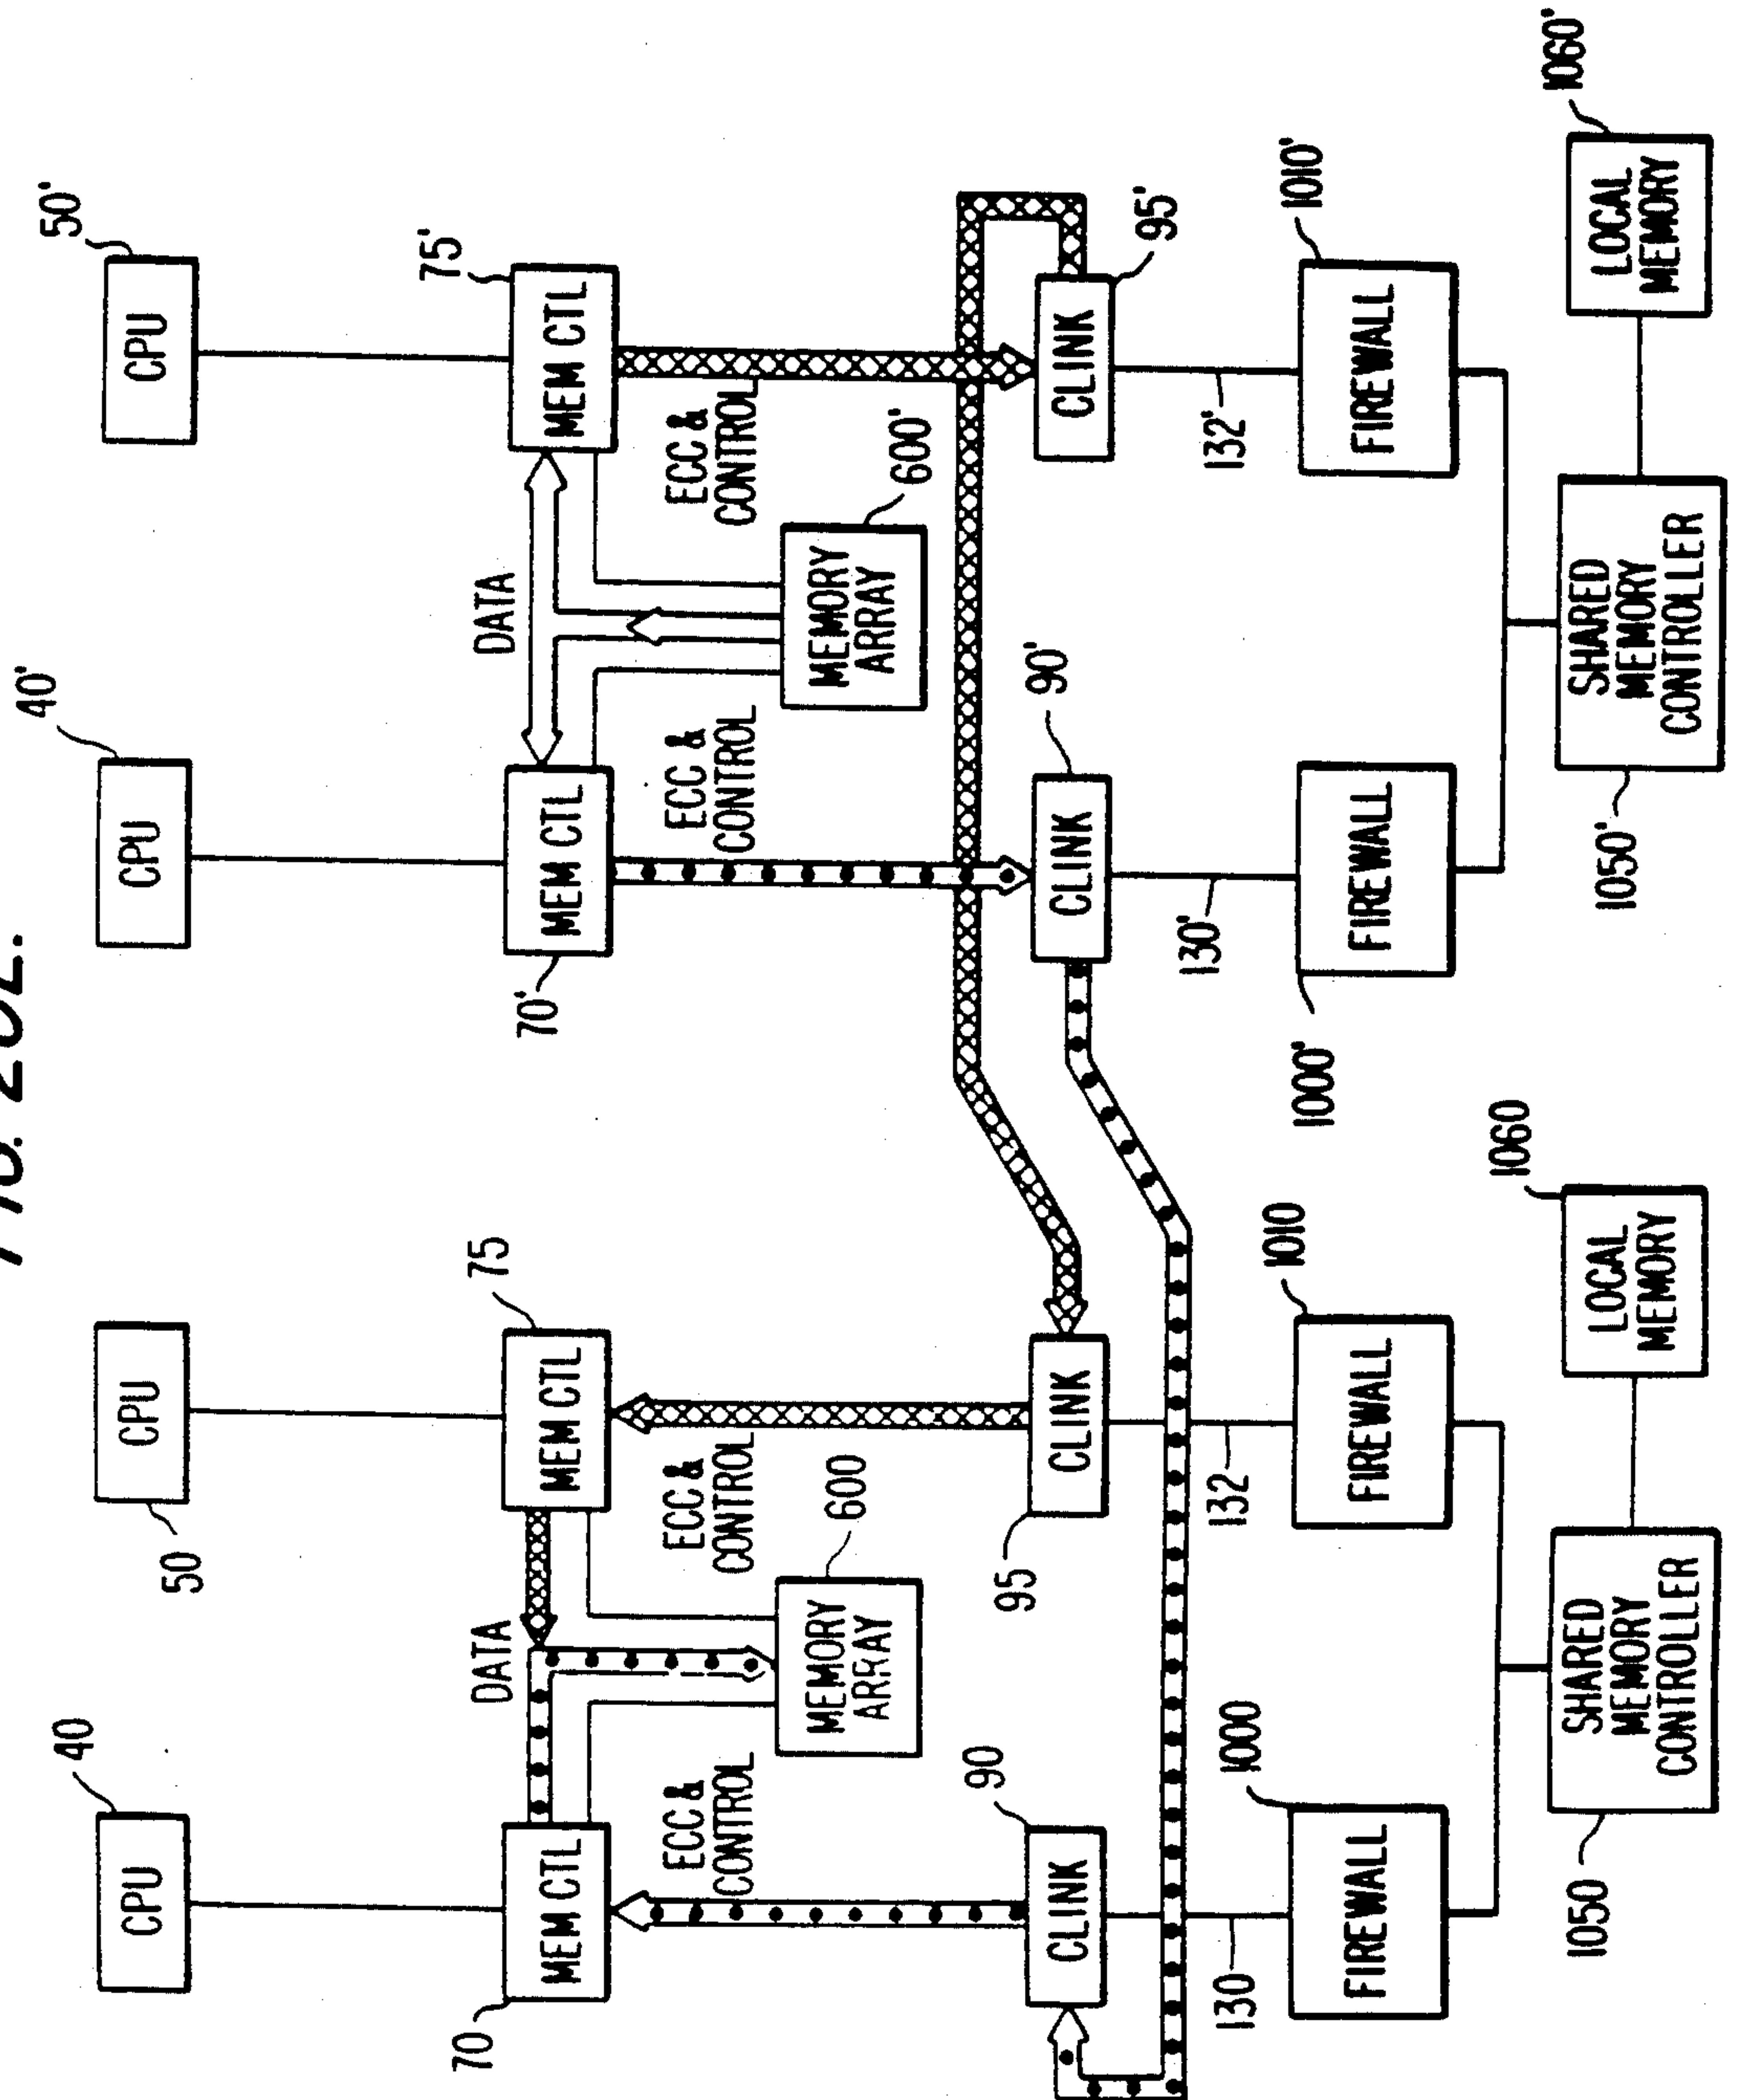 FIG.
40
50
40'
50'
CPU
CPU
CPU
CPU
70
75
70'
75'
MEM CTL
DATA
MEM CTL
MEM CTL
DATA
MEM CTL
ECC &
CONTROL
ECC &
CONTROL
ECC &
CONTROL
ECC &
CONTROL
600
600'
MEMORY
ARRAY
MEMORY
ARRAY
90
95
90'
95'
CLINK
CLINK
CLINK
CLINK
130
132
130'
132'
1000
1010
1000'
1010'
FIREWALL
FIREWALL
FIREWALL
FIREWALL
1050
1060
1050'
1060'
SHARED
MEMORY
CONTROLLER
LOCAL
MEMORY
SHARED
MEMORY
CONTROLLER
LOCAL
MEMORY